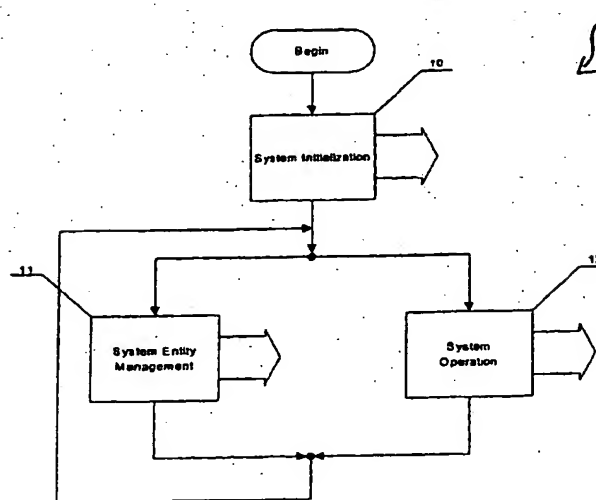 Begin
10
System Initialization
11
System Entity
Management
System
Operation